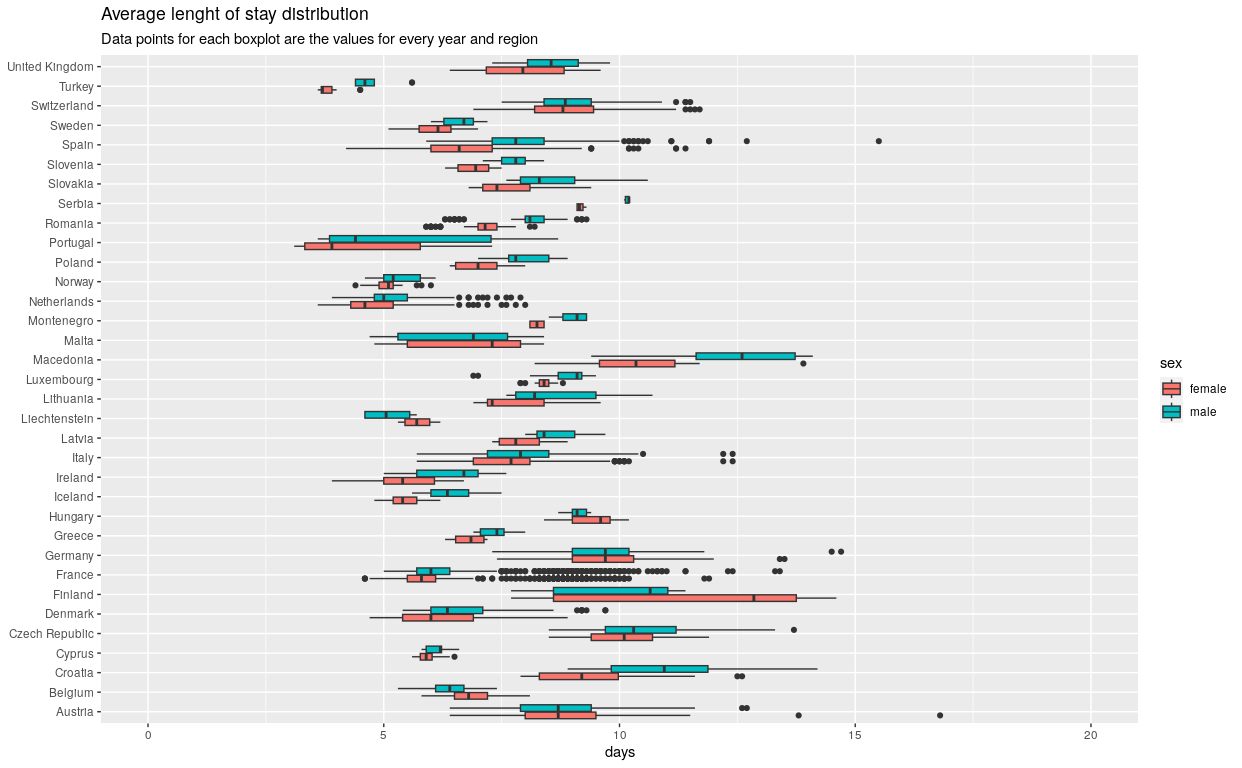 Average lenght of stay distribution
Data points for each boxplot are the values for every year and region
United Kingdom
Turkey
Switzerland
Sweden
Spain
Slovenia
Slovakia
Serbia
Romania
Portugal
Poland
Norway
Netherlands
Montenegro
Malta
Macedonia
Luxembourg
Lithuania
Liechtenstein
Latvia
Italy
Ireland
Iceland
Hungary
Greece
Germany
France
Finland
Denmark
Czech Republic
Cyprus
Croatia
Belgium
Austria
0 5 10 15 20
days
sex
female
male